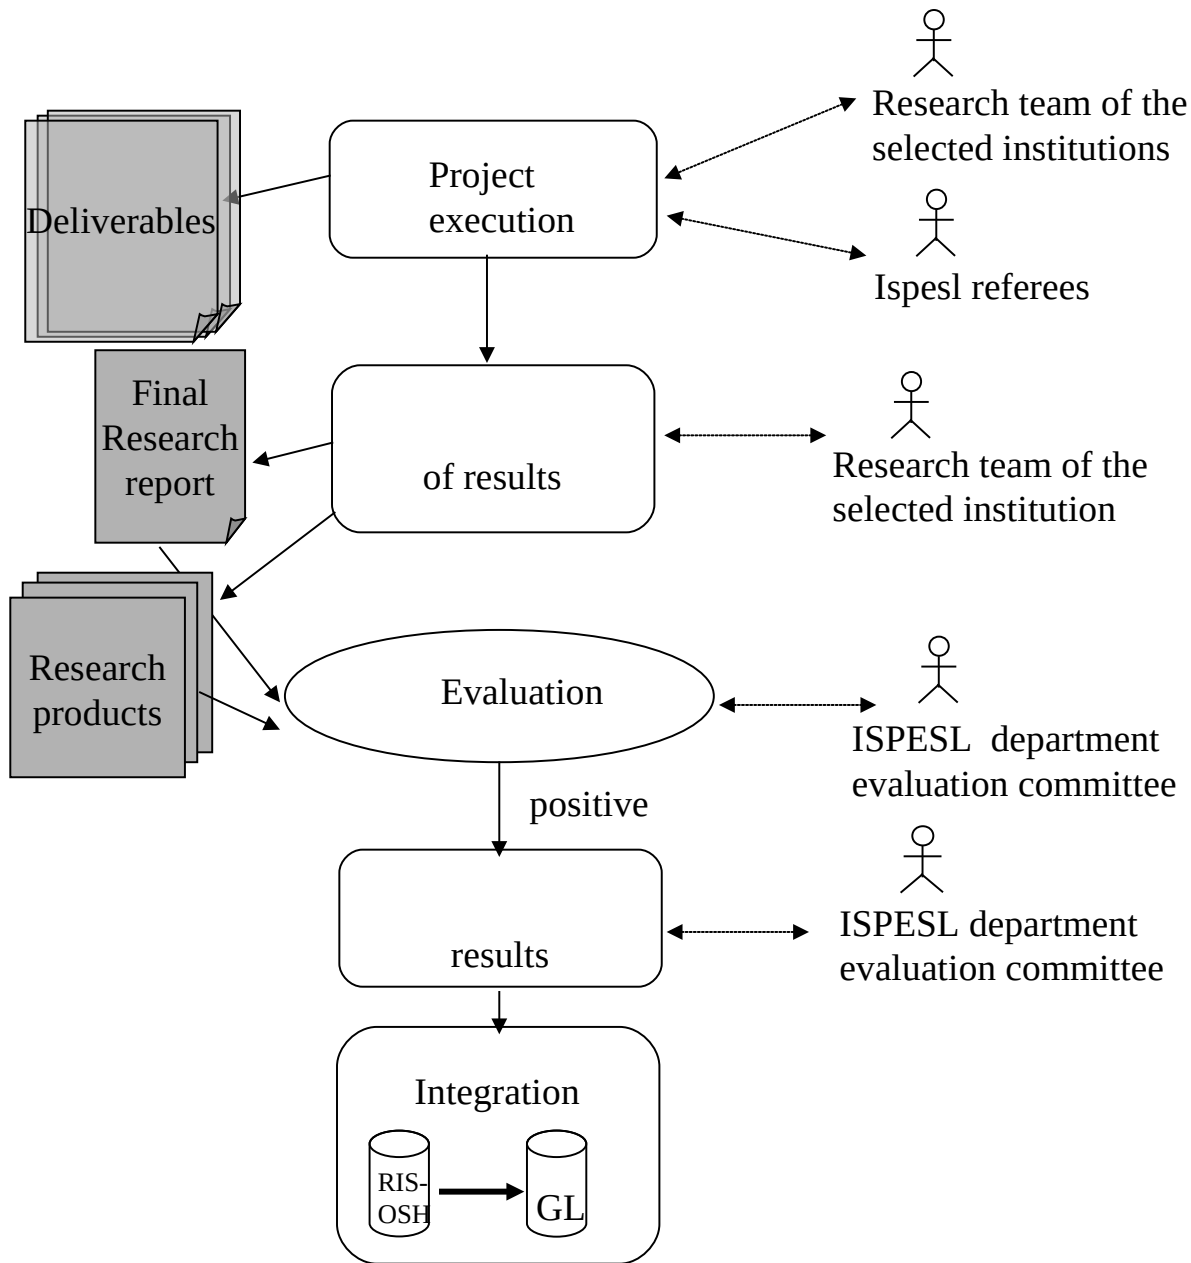 Research team of the
selected institutions
Project
execution
Deliverables
Ispesl referees
Final
Research
report
of results
Research team of the
selected institution
Research
products
Evaluation
ISPESL  department
evaluation committee
positive
results
ISPESL department
evaluation committee
Integration
RIS-
OSH
GL